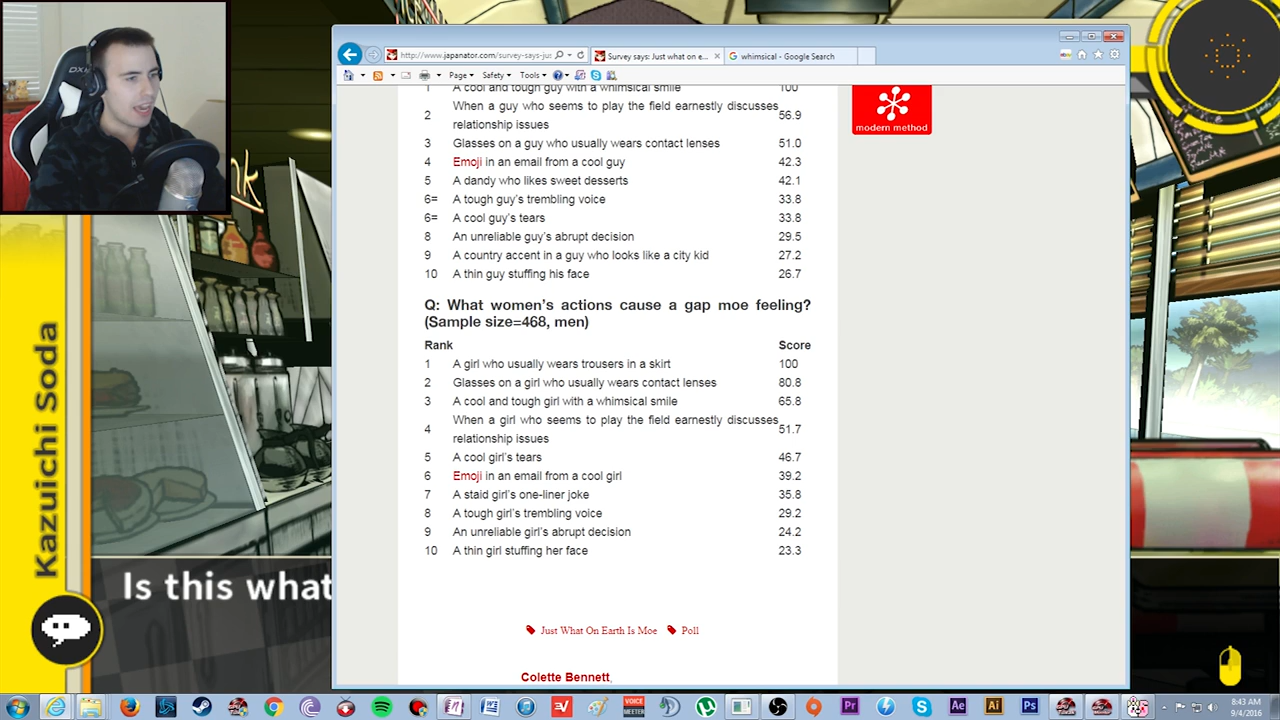 http://www.japanator.com/survey-says-jus
Survey says: Just what on e...
whimsical - Google Search
Page
Safety
Tools
1 A cool and tough guy with a whimsical smile 100
When a guy who seems to play the field earnestly discusses
2 56.9
relationship issues
3 Glasses on a guy who usually wears contact lenses 51.0
4 Emoji in an email from a cool guy 42.3
5 A dandy who likes sweet desserts 42.1
6= A tough guy's trembling voice 33.8
6= A cool guy's tears 33.8
8 An unreliable guy's abrupt decision 29.5
9 A country accent in a guy who looks like a city kid 27.2
10 A thin guy stuffing his face 26.7
Q: What women's actions cause a gap moe feeling?
(Sample size=468, men)
Rank Score
1 A girl who usually wears trousers in a skirt 100
2 Glasses on a girl who usually wears contact lenses 80.8
3 A cool and tough girl with a whimsical smile 65.8
When a girl who seems to play the field earnestly discusses
4 51.7
relationship issues
5 A cool girl's tears 46.7
6 Emoji in an email from a cool girl 39.2
7 A staid girl's one-liner joke 35.8
8 A tough girl's trembling voice 29.2
9 An unreliable girl's abrupt decision 24.2
10 A thin girl stuffing her face 23.3
Just What On Earth Is Moe Poll
Colette Bennett,
modern method
Kazuichi Soda
Is this what
VOICE
MEETER
Pr
Ae
Ai
Ps
8:43 AM
9/4/2016